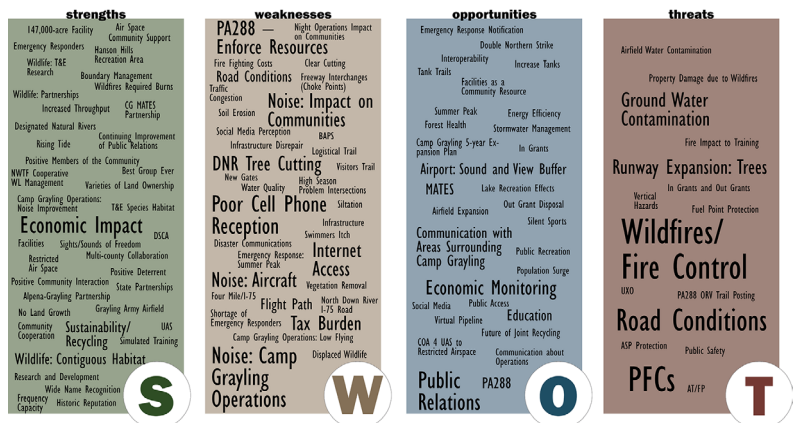 strengths
147,000-acre Facility
Air Space
Community Support
Emergency Responders
Hanson Hills
Recreation Area
Wildlife: T&E
Research
Boundary Management
Wildfires Required Burns
Wildlife: Partnerships
Increased Throughput
CG MATES
Partnership
Designated Natural Rivers
Continuing Improvement
of Public Relations
Rising Tide
Positive Members of the Community
NWTF Cooperative
WL Management
Best Group Ever
Varieties of Land Ownership
Camp Grayling Operations:
Noise Improvement
T&E Species Habitat
Economic Impact
DSCA
Facilities
Sights/Sounds of Freedom
Multi-county Collaboration
Restricted
Air Space
Positive Deterrent
Positive Community Interaction
State Partnerships
Alpena-Grayling Partnership
Grayling Army Airfield
No Land Growth
Community
Cooperation
Sustainability/
Recycling
UAS
Simulated Training
Wildlife: Contiguous Habitat
Research and Development
Wide Name Recognition
Frequency
Capacity
Historic Reputation
S
weaknesses
PA288 —
Enforce Resources
Night Operations Impact
on Communities
Fire Fighting Costs
Clear Cutting
Road Conditions
Freeway Interchanges
(Choke Points)
Traffic
Congestion
Noise: Impact on
Communities
Soil Erosion
Social Media Perception
BAPS
Infrastructure Disrepair
Logistical Trail
DNR Tree Cutting
Visitors Trail
New Gates
High Season
Water Quality
Problem Intersections
Poor Cell Phone
Reception
Siltation
Infrastructure
Swimmers Itch
Disaster Communications
Internet
Access
Emergency Response:
Summer Peak
Noise: Aircraft
Vegetation Removal
Four Mile/I-75
Flight Path
North Down River
I-75 Road
Shortage of
Emergency Responders
Tax Burden
Camp Grayling Operations: Low Flying
Noise: Camp
Grayling
Operations
Displaced Wildlife
W
opportunities
Emergency Response Notification
Double Northern Strike
Interoperability
Increase Tanks
Tank Trails
Facilities as a
Community Resource
Summer Peak
Energy Efficiency
Forest Health
Stormwater Management
Camp Grayling 5-year Ex-
pansion Plan
In Grants
Airport: Sound and View Buffer
MATES
Lake Recreation Effects
Out Grant Disposal
Airfield Expansion
Silent Sports
Communication with
Areas Surrounding
Camp Grayling
Public Recreation
Population Surge
Economic Monitoring
Social Media
Public Access
Virtual Pipeline
Education
Future of Joint Recycling
COA 4 UAS to
Restricted Airspace
Communication about
Operations
Public
Relations
PA288
O
threats
Airfield Water Contamination
Property Damage due to Wildfires
Ground Water
Contamination
Fire Impact to Training
Runway Expansion: Trees
In Grants and Out Grants
Vertical
Hazards
Fuel Point Protection
Wildfires/
Fire Control
UXO
PA288 ORV Trail Posting
Road Conditions
ASP Protection
Public Safety
PFCs
AT/FP
T